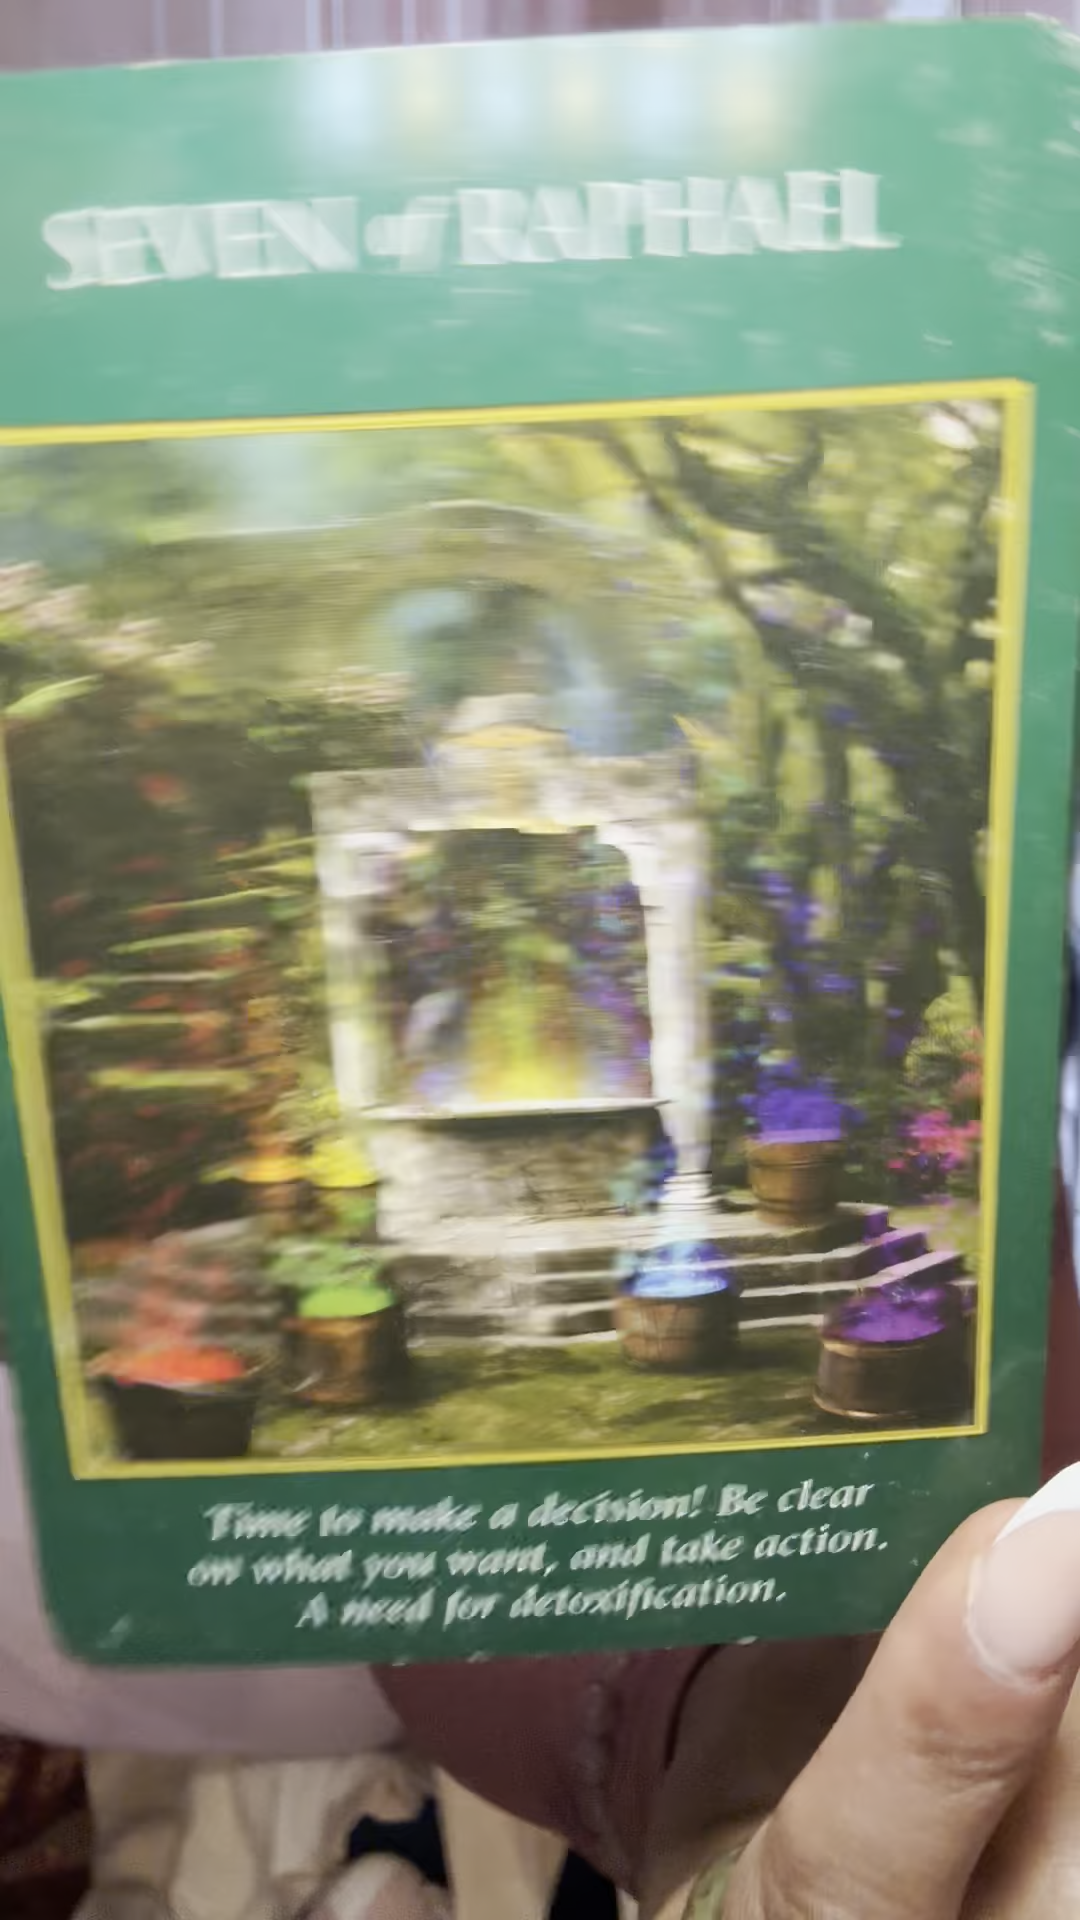 SEVEN of RAPHAEL
Time to make a decision! Be clear
on what you want, and take action.
A need for detoxification.